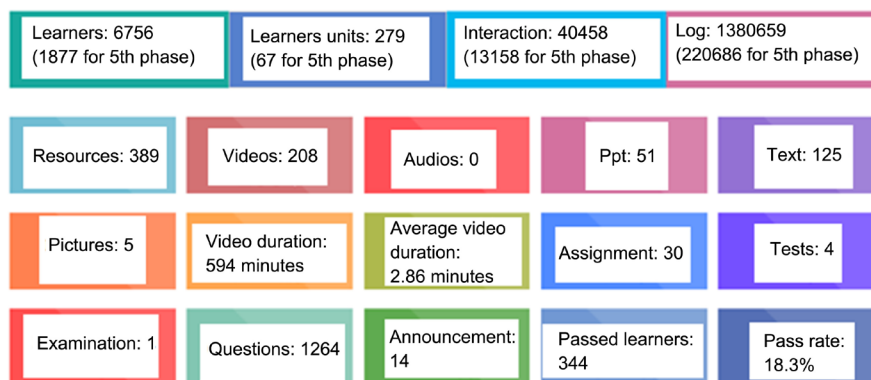 Learners: 6756
(1877 for 5th phase)
Learners units: 279
(67 for 5th phase)
Interaction: 40458
(13158 for 5th phase)
Log: 1380659
(220686 for 5th phase)
Resources: 389
Videos: 208
Audios: 0
Ppt: 51
Text: 125
Pictures: 5
Video duration:
594 minutes
Average video
duration:
2.86 minutes
Assignment: 30
Tests: 4
Examination: 1
Questions: 1264
Announcement:
14
Passed learners:
344
Pass rate:
18.3%